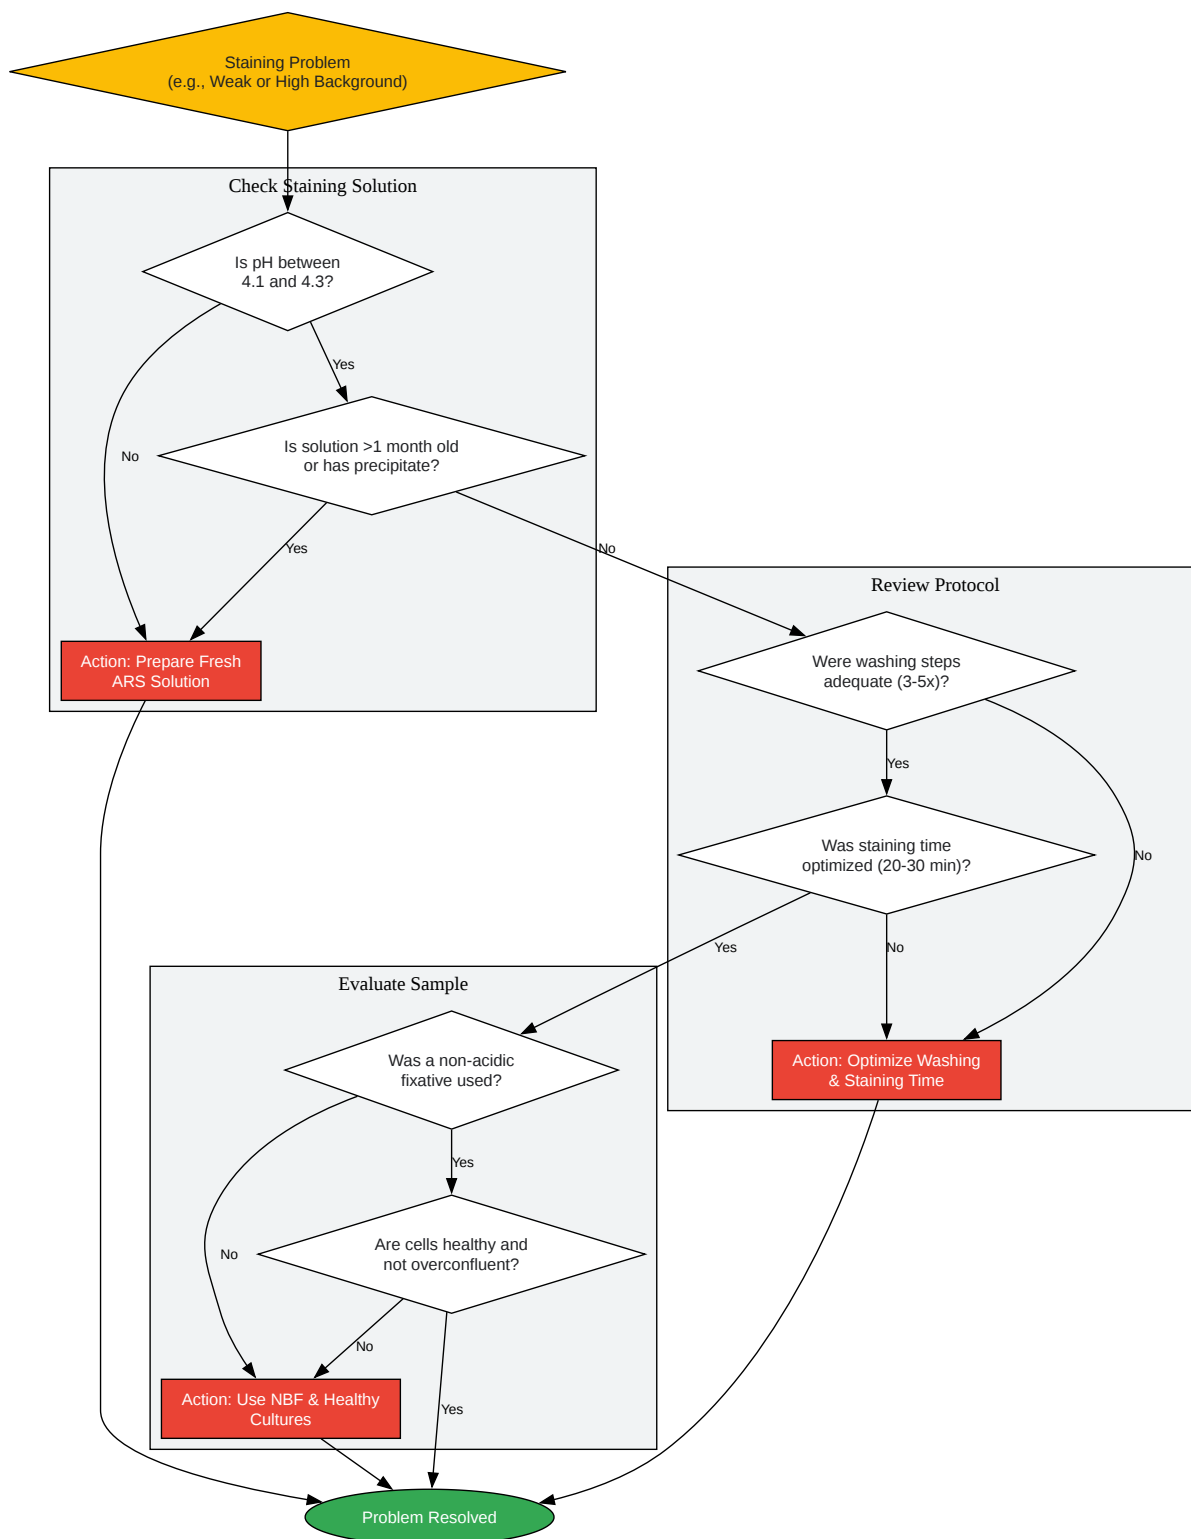 Staining Problem
(e.g., Weak or High Background)
Check Staining Solution
Is pH between
4.1 and 4.3?
Yes
Is solution >1 month old
or has precipitate?
No
Yes
No
Action: Prepare Fresh
ARS Solution
Review Protocol
Were washing steps
adequate (3-5x)?
Yes
Was staining time
optimized (20-30 min)?
No
Yes
No
Action: Optimize Washing
& Staining Time
Evaluate Sample
Was a non-acidic
fixative used?
Yes
Are cells healthy and
not overconfluent?
No
No
Yes
Action: Use NBF & Healthy
Cultures
Problem Resolved